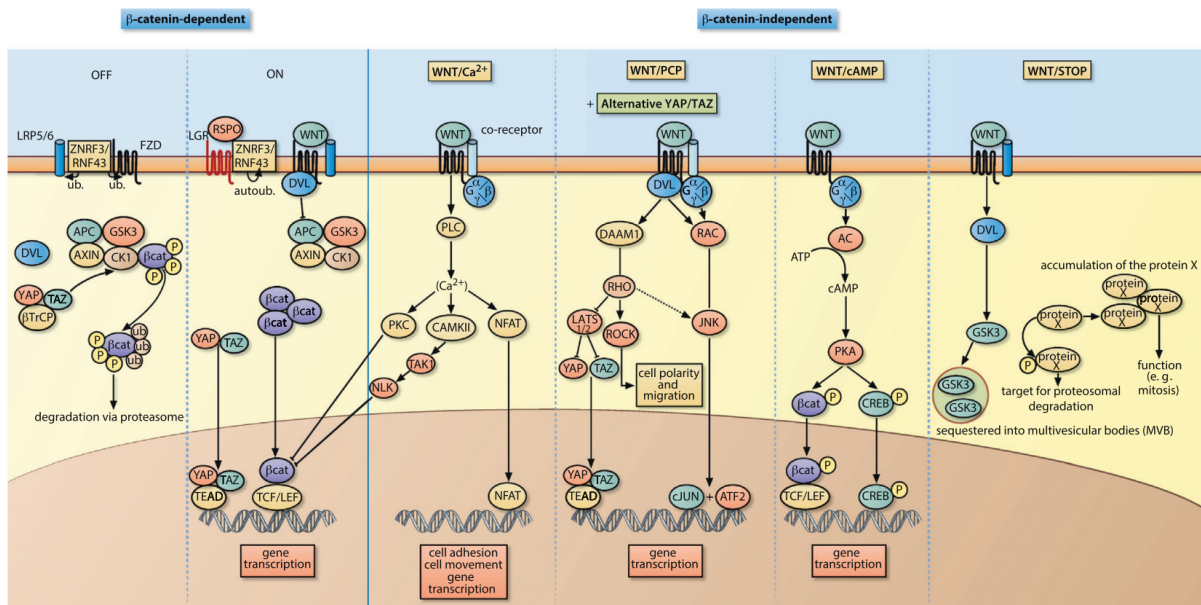 β-catenin-dependent
β-catenin-independent
OFF
ON
WNT/Ca²⁺
WNT/PCP
WNT/cAMP
WNT/STOP
+ Alternative YAP/TAZ
LRP5/6
ZNRF3/
RNF43
FZD
ub.
ub.
APC
GSK3
AXIN
CK1
βcat
P
P
P
DVL
YAP
TAZ
βTrCP
P
P
P
βcat
ub
ub
ub
degradation via proteasome
LGR
RSPO
ZNRF3/
RNF43
autoub.
WNT
DVL
APC
GSK3
AXIN
CK1
βcat
βcat
βcat
YAP
TAZ
YAP
TAZ
TEAD
βcat
TCF/LEF
gene
transcription
WNT
co-receptor
α
G
β
γ
PLC
(Ca²⁺)
PKC
CAMKII
NFAT
TAK1
NLK
NFAT
cell adhesion
cell movement
gene
transcription
WNT
DVL
α
G
β
γ
DAAM1
RAC
RHO
LATS
1/2
ROCK
JNK
YAP
TAZ
cell polarity
and
migration
YAP
TAZ
TEAD
cJUN
+
ATF2
gene
transcription
WNT
α
G
β
γ
AC
ATP
cAMP
PKA
βcat
P
CREB
P
βcat
P
TCF/LEF
CREB
P
gene
transcription
WNT
DVL
GSK3
GSK3
GSK3
sequestered into multivesicular bodies (MVB)
accumulation of the protein X
protein
X
protein
X
protein
X
protein
X
P
protein
X
target for proteosomal
degradation
function
(e. g.
mitosis)